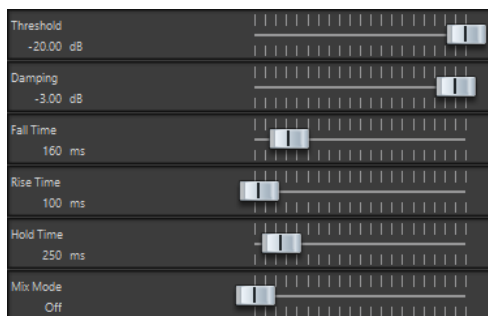 Threshold
-20.00 dB
Damping
-3.00 dB
Fall Time
160 ms
Rise Time
100 ms
Hold Time
250 ms
Mix Mode
Off